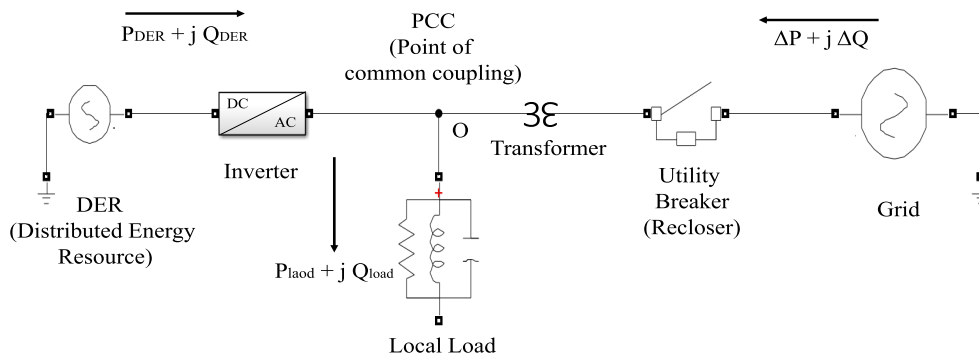 PDER + j QDER
PCC
(Point of
common coupling)
ΔP + j ΔQ
DC
AC
O
Inverter
Transformer
Utility
Breaker
(Recloser)
Grid
DER
(Distributed Energy
Resource)
Plaod + j Qload
+
Local Load